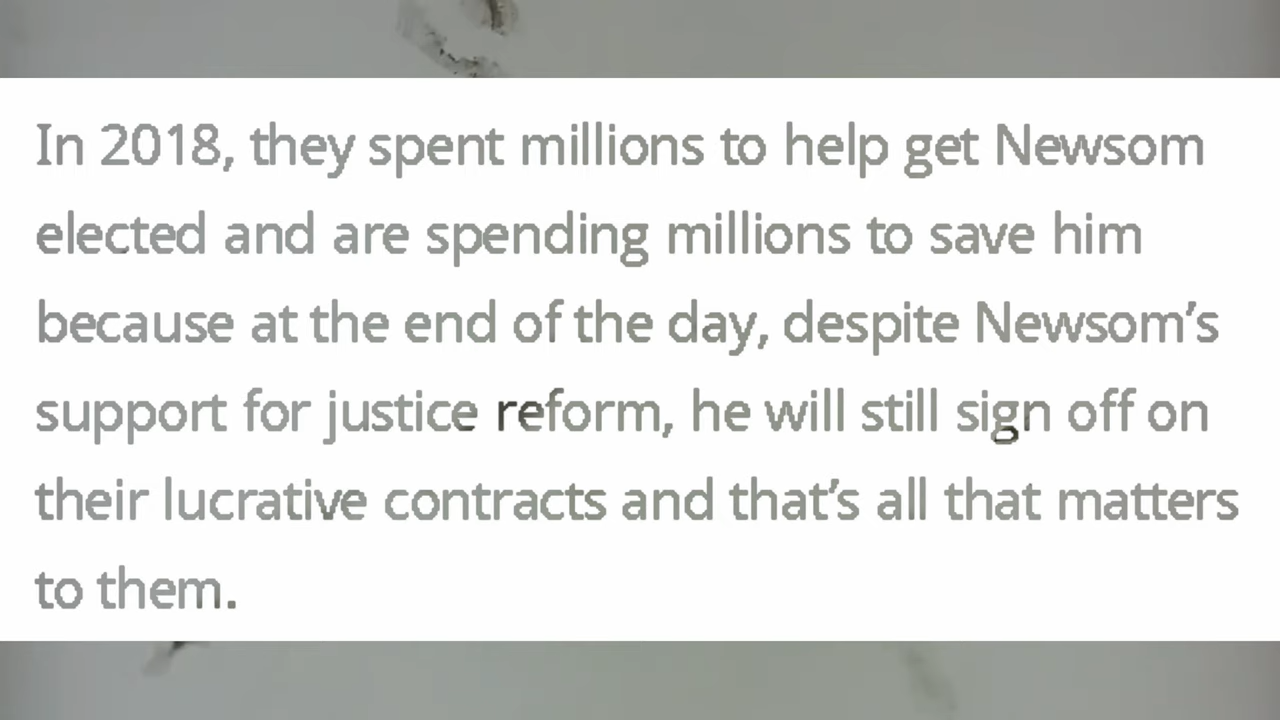 In 2018, they spent millions to help get Newsom
elected and are spending millions to save him
because at the end of the day, despite Newsom’s
support for justice reform, he will still sign off on
their lucrative contracts and that’s all that matters
to them.